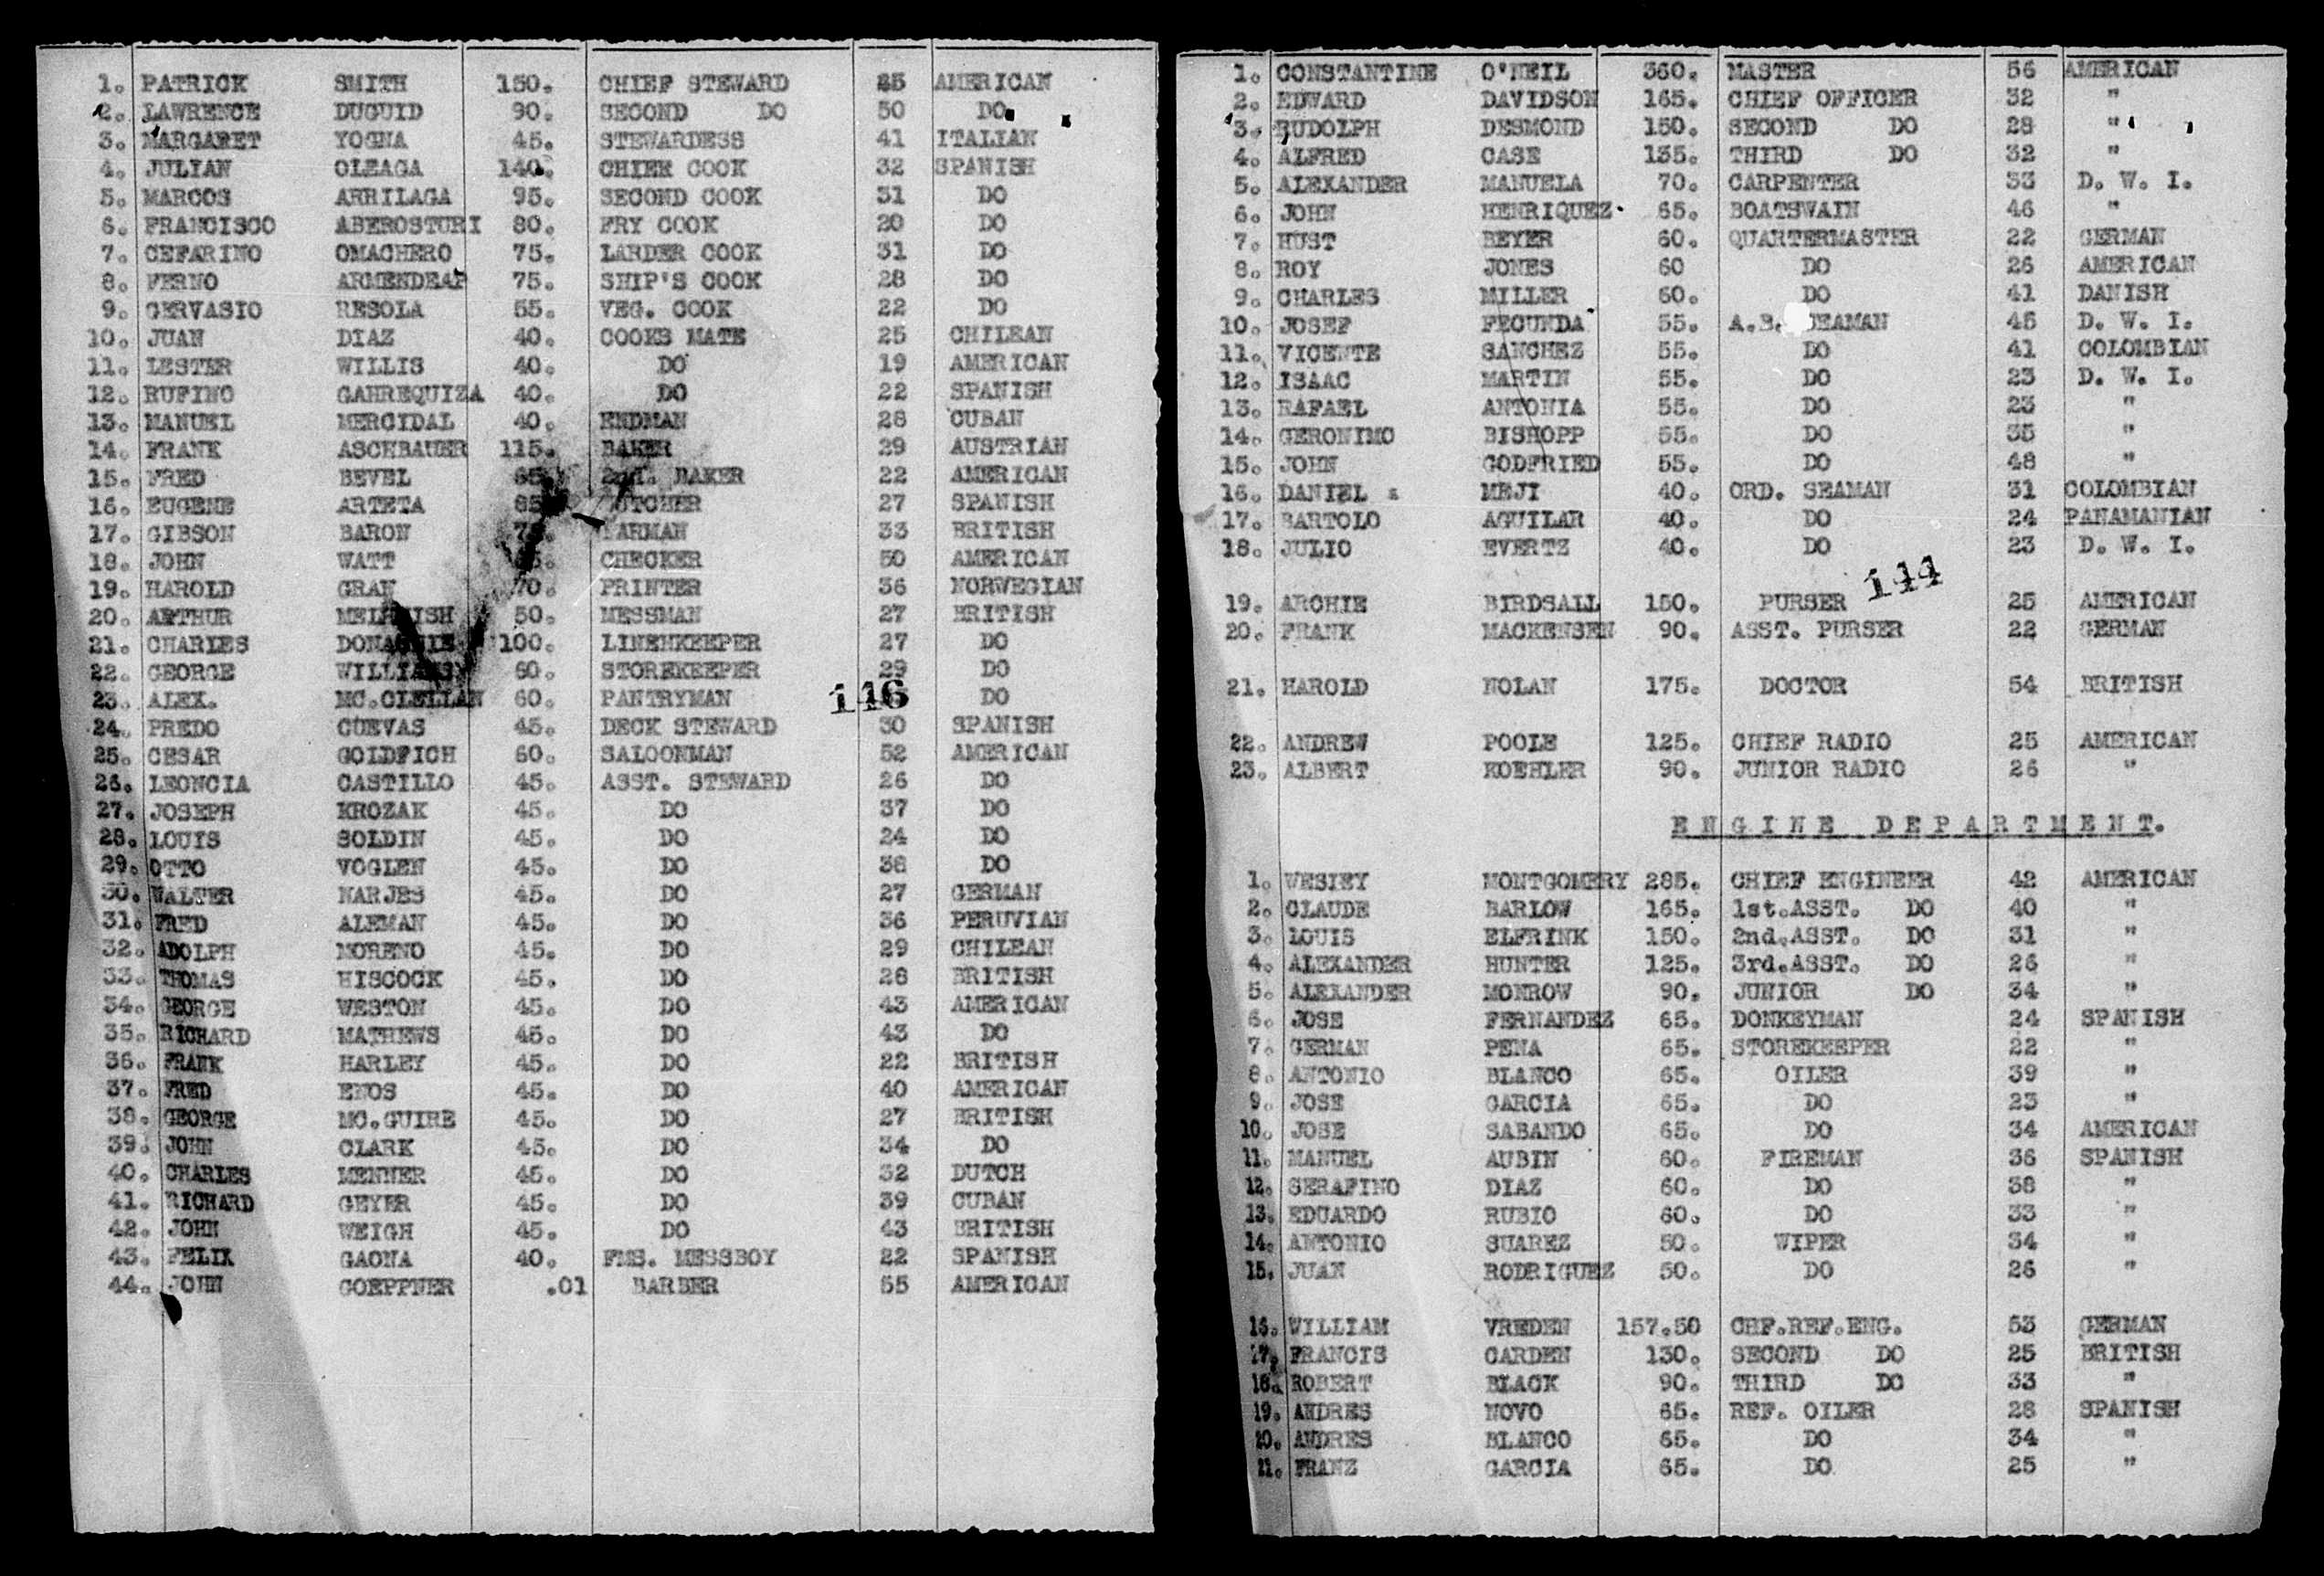 1. PATRICK SMITH 150. CHIEF STEWARD 25 AMERICAN
2. LAWRENCE DUGUID 90. SECOND DO 50 DO.
3. MARGARET YOGNA 45. STEWARDESS 41 ITALIAN
4. JULIAN OLEAGA 140. CHIEF COOK 32 SPANISH
5. MARCOS ARRILAGA 95. SECOND COOK 31 DO
6. FRANCISCO ABEROSTURI 80. FRY COOK 20 DO
7. CEFARINO OMACHERO 75. LARDER COOK 31 DO
8. FERNO ARMENDEAP 75. SHIP'S COOK 28 DO
9. GERVASIO RESOLA 55. VEG. COOK 22 DO
10. JUAN DIAZ 40. COOKS MATE 25 CHILEAN
11. LESTER WILLIS 40. DO 19 AMERICAN
12. RUFINO GAHREQUIZA 40. DO 22 SPANISH
13. MANUEL MERCIDAL 40. ENDMAN 28 CUBAN
14. FRANK ASCHBAUER 115. BAKER 29 AUSTRIAN
15. FRED BEVEL BAKER 22 AMERICAN
16. EUGENE ARTETA 27 SPANISH
17. GIBSON BARON 33 BRITISH
18. JOHN WATT CHECKER 50 AMERICAN
19. HAROLD GRAN 70. PRINTER 36 NORWEGIAN
20. ARTHUR 50. MESSMAN 27 BRITISH
21. CHARLES 100. LINENKEEPER 27 DO
22. GEORGE 60. STOREKEEPER 29 DO
23. ALEX. MC.CLELLAN 60. PANTRYMAN 146 DO
24. PREDO CUEVAS 45. DECK STEWARD 30 SPANISH
25. CESAR GOLDFICH 60. SALOONMAN 52 AMERICAN
26. LEONCIA CASTILLO 45. ASST. STEWARD 26 DO
27. JOSEPH KROZAK 45. DO 37 DO
28. LOUIS SOLDIN 45. DO 24 DO
29. OTTO VOGLEN 45. DO 38 DO
30. WALTER NARJES 45. DO 27 GERMAN
31. FRED ALEMAN 45. DO 36 PERUVIAN
32. ADOLPH MORENO 45. DO 29 CHILEAN
33. THOMAS HISCOCK 45. DO 28 BRITISH
34. GEORGE WESTON 45. DO 43 AMERICAN
35. RICHARD MATHEWS 45. DO 43 DO
36. FRANK HARLEY 45. DO 22 BRITISH
37. FRED ENOS 45. DO 40 AMERICAN
38. GEORGE MC.GUIRE 45. DO 27 BRITISH
39. JOHN CLARK 45. DO 34 DO
40. CHARLES MENNER 45. DO 32 DUTCH
41. RICHARD GEYER 45. DO 39 CUBAN
42. JOHN WEIGH 45. DO 43 BRITISH
43. FELIX GAONA 40. FMS. MESSBOY 22 SPANISH
44. JOHN GOEPPNER .01 BARBER 55 AMERICAN
1. CONSTANTINE O'NEIL 360. MASTER 56 AMERICAN
2. EDWARD DAVIDSON 165. CHIEF OFFICER 32 "
3. RUDOLPH DESMOND 150. SECOND DO 28 "
4. ALFRED CASE 135. THIRD DO 32 "
5. ALEXANDER MANUELA 70. CARPENTER 53 D. W. I.
6. JOHN HENRIQUEZ 65. BOATSWAIN 46 "
7. HUST BEYER 60. QUARTERMASTER 22 GERMAN
8. ROY JONES 60 DO 26 AMERICAN
9. CHARLES MILLER 60. DO 41 DANISH
10. JOSEF FECUNDA 55. A.B. SEAMAN 45 D. W. I.
11. VICENTE SANCHEZ 55. DO 41 COLOMBIAN
12. ISAAC MARTIN 55. DO 23 D. W. I.
13. RAFAEL ANTONIA 55. DO 23 "
14. GERONIMO BISHOPP 55. DO 35 "
15. JOHN GODFRIED 55. DO 48 "
16. DANIEL MEJI 40. ORD. SEAMAN 31 COLOMBIAN
17. BARTOLO AGUILAR 40. DO 24 PANAMANIAN
18. JULIO EVERTZ 40. DO 23 D. W. I.
144
19. ARCHIE BIRDSALL 150. PURSER 25 AMERICAN
20. FRANK MACKENSEN 90. ASST. PURSER 22 GERMAN
21. HAROLD NOLAN 175. DOCTOR 54 BRITISH
22. ANDREW POOLE 125. CHIEF RADIO 25 AMERICAN
23. ALBERT KOEHLER 90. JUNIOR RADIO 26 "
ENGINE DEPARTMENT.
1. WESLEY MONTGOMERY 285. CHIEF ENGINEER 42 AMERICAN
2. CLAUDE BARLOW 165. 1st.ASST. DO 40 "
3. LOUIS ELFRINK 150. 2nd.ASST. DO 31 "
4. ALEXANDER HUNTER 125. 3rd.ASST. DO 26 "
5. ALEXANDER MONROW 90. JUNIOR DO 34 "
6. JOSE FERNANDEZ 65. DONKEYMAN 24 SPANISH
7. GERMAN PENA 65. STOREKEEPER 22 "
8. ANTONIO BLANCO 65. OILER 39 "
9. JOSE GARCIA 65. DO 23 "
10. JOSE SABANDO 65. DO 34 AMERICAN
11. MANUEL AUBIN 60. FIREMAN 36 SPANISH
12. SERAFINO DIAZ 60. DO 38 "
13. EDUARDO RUBIO 60. DO 33 "
14. ANTONIO SUAREZ 50. WIPER 34 "
15. JUAN RODRIGUEZ 50. DO 26 "
16. WILLIAM VREDEN 157.50 CHF.REF.ENG. 53 GERMAN
17. FRANCIS CARDEN 130. SECOND DO 25 BRITISH
18. ROBERT BLACK 90. THIRD DO 33 "
19. ANDRES NOVO 65. REF. OILER 28 SPANISH
20. ANDRES BLANCO 65. DO 34 "
21. FRANZ GARCIA 65. DO 25 "